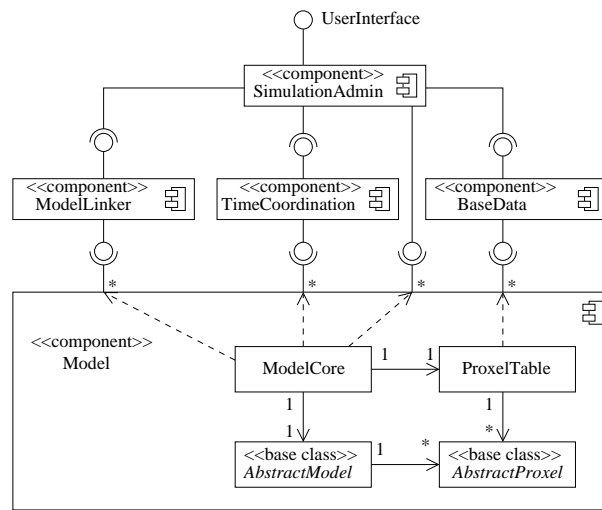 UserInterface
<<component>>
SimulationAdmin
<<component>>
ModelLinker
<<component>>
TimeCoordination
<<component>>
BaseData
* * * *
<<component>>
Model
ModelCore
1 1
ProxelTable
1 1
1 *
<<base class>>
AbstractModel
1 *
<<base class>>
AbstractProxel